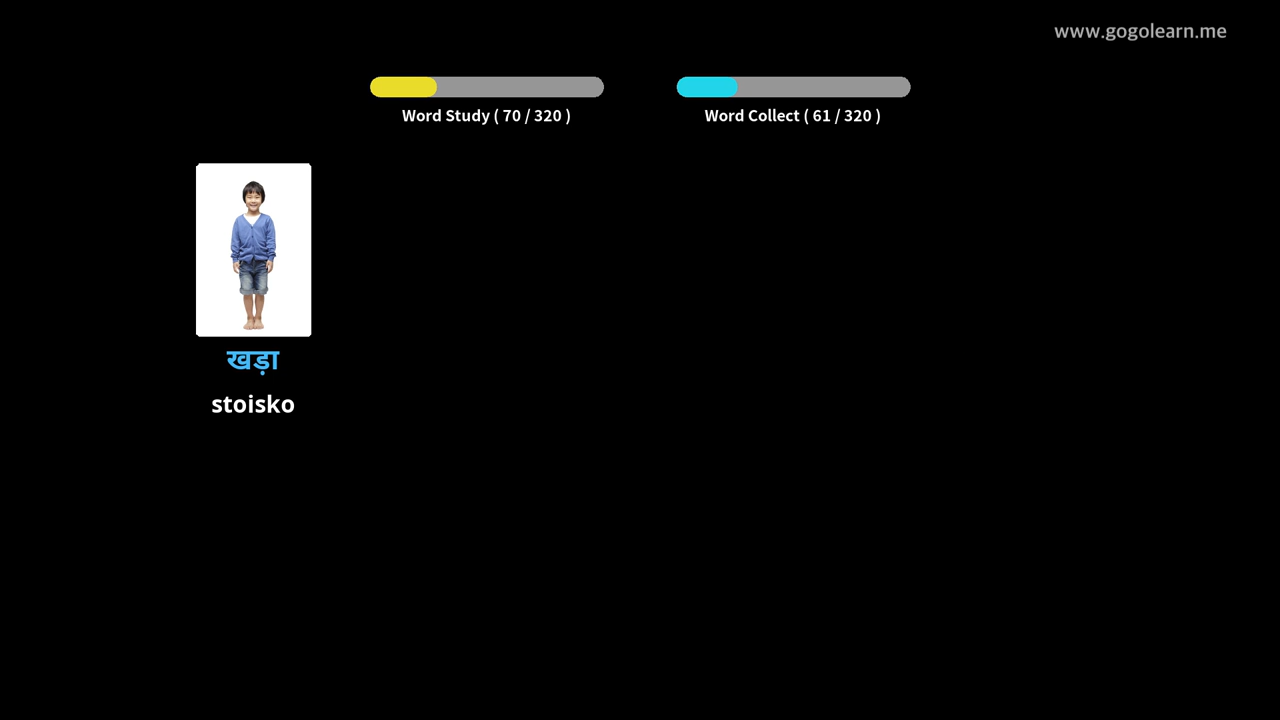 www.gogolearn.me
Word Study ( 70 / 320 )
Word Collect ( 61 / 320 )
खड़ा
stoisko